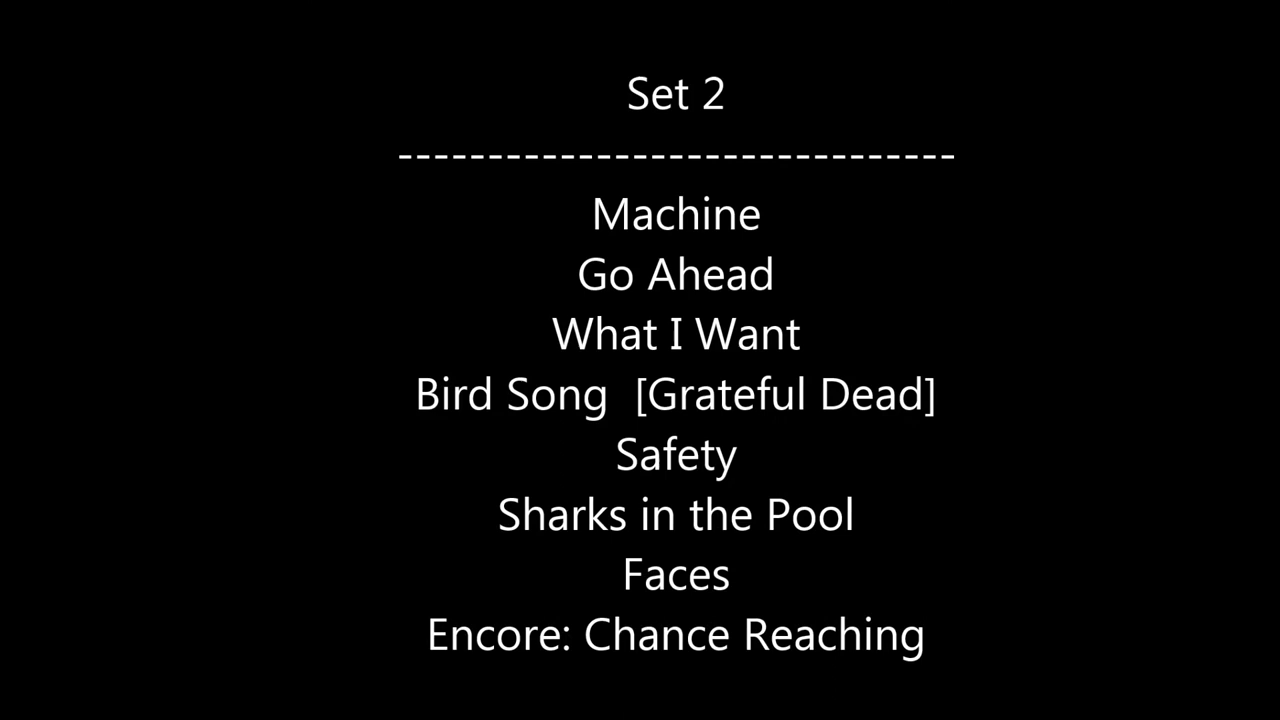 Set 2
-------------------------------
Machine
Go Ahead
What I Want
Bird Song  [Grateful Dead]
Safety
Sharks in the Pool
Faces
Encore: Chance Reaching